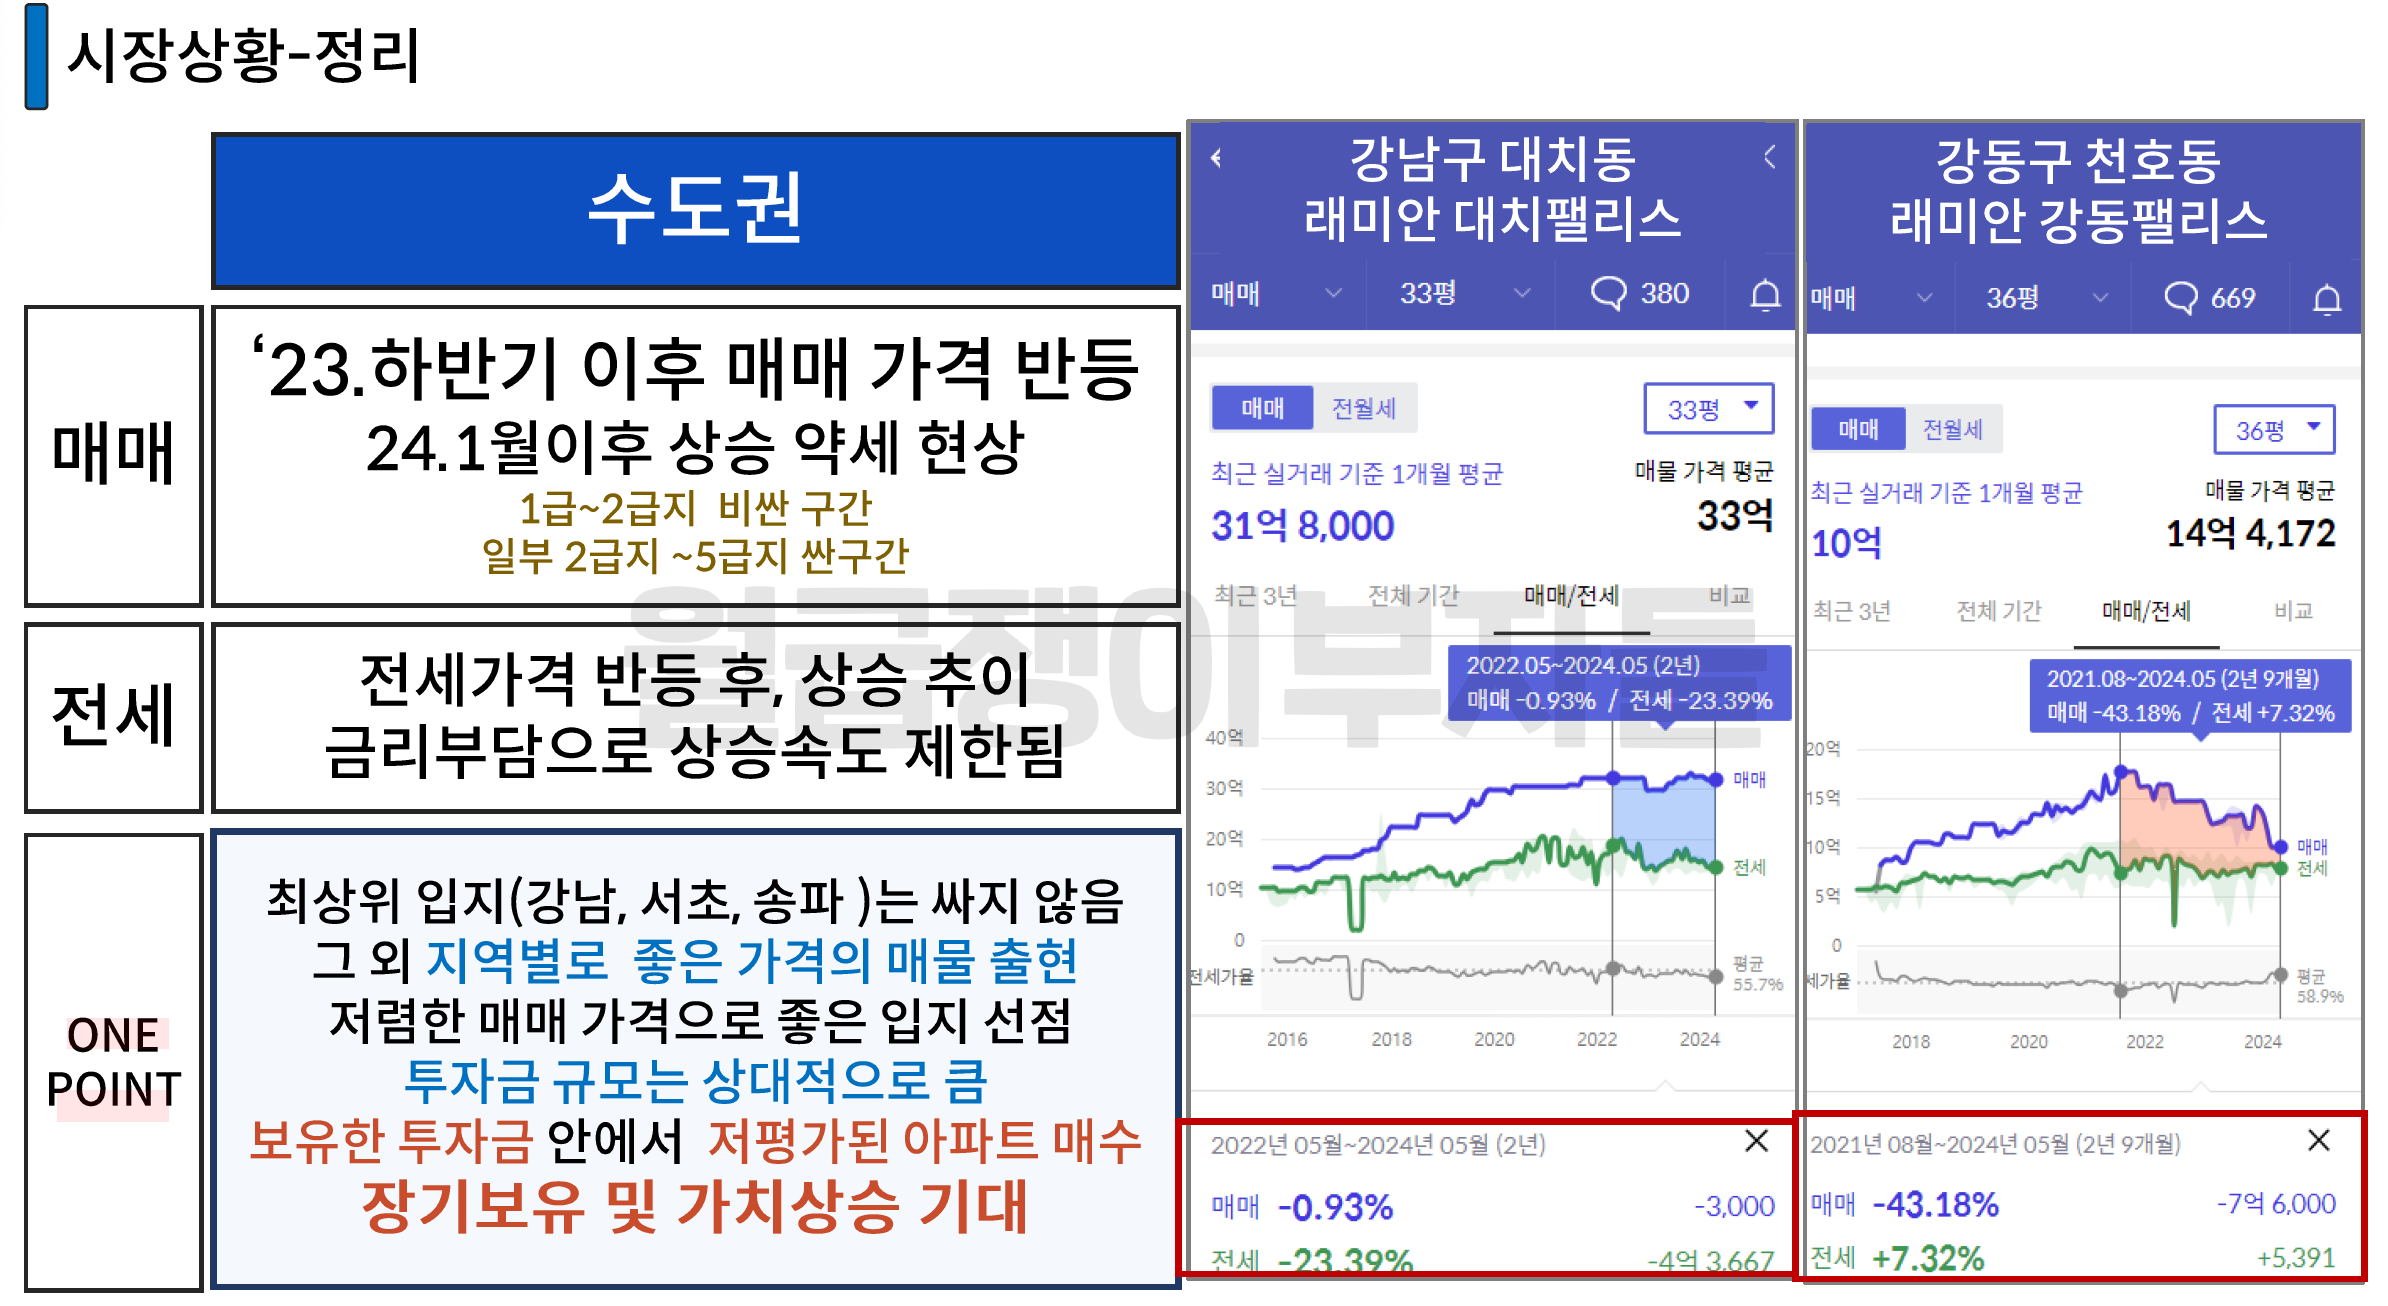 시장상황-정리
수도권
매매
‘23.하반기 이후 매매 가격 반등
24.1월이후 상승 약세 현상
1급~2급지 비싼 구간
일부 2급지 ~5급지 싼구간
전세
전세가격 반등 후, 상승 추이
금리부담으로 상승속도 제한됨
ONE
POINT
최상위 입지(강남, 서초, 송파 )는 싸지 않음
그 외 지역별로 좋은 가격의 매물 출현
저렴한 매매 가격으로 좋은 입지 선점
투자금 규모는 상대적으로 큼
보유한 투자금 안에서 저평가된 아파트 매수
장기보유 및 가치상승 기대
월급쟁이부자들
강남구 대치동
래미안 대치팰리스
매매 33평 380
매매 전월세 33평
최근 실거래 기준 1개월 평균 매물 가격 평균
31억 8,000 33억
최근 3년 전체 기간 매매/전세 비교
2022.05~2024.05 (2년)
매매 -0.93% / 전세 -23.39%
40억
30억
매매
20억
전세
10억
0
전세가율
평균
55.7%
2016 2018 2020 2022 2024
2022년 05월~2024년 05월 (2년)
매매 -0.93% -3,000
전세 -23.39% -4억 3,667
강동구 천호동
래미안 강동팰리스
매매 36평 669
매매 전월세 36평
최근 실거래 기준 1개월 평균 매물 가격 평균
10억 14억 4,172
최근 3년 전체 기간 매매/전세 비교
2021.08~2024.05 (2년 9개월)
매매 -43.18% / 전세 +7.32%
20억
15억
10억
매매
전세
5억
0
세가율
평균
58.9%
2018 2020 2022 2024
2021년 08월~2024년 05월 (2년 9개월)
매매 -43.18% -7억 6,000
전세 +7.32% +5,391